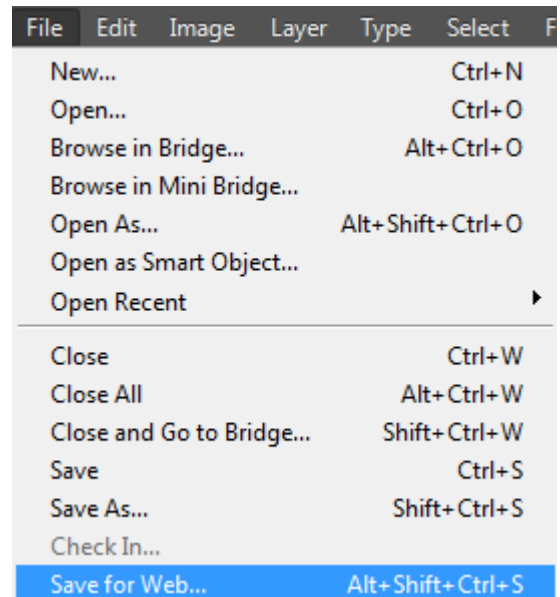 File Edit Image Layer Type Select F
New... Ctrl+N
Open... Ctrl+O
Browse in Bridge... Alt+Ctrl+O
Browse in Mini Bridge...
Open As... Alt+Shift+Ctrl+O
Open as Smart Object...
Open Recent
Close Ctrl+W
Close All Alt+Ctrl+W
Close and Go to Bridge... Shift+Ctrl+W
Save Ctrl+S
Save As... Shift+Ctrl+S
Check In...
Save for Web... Alt+Shift+Ctrl+S